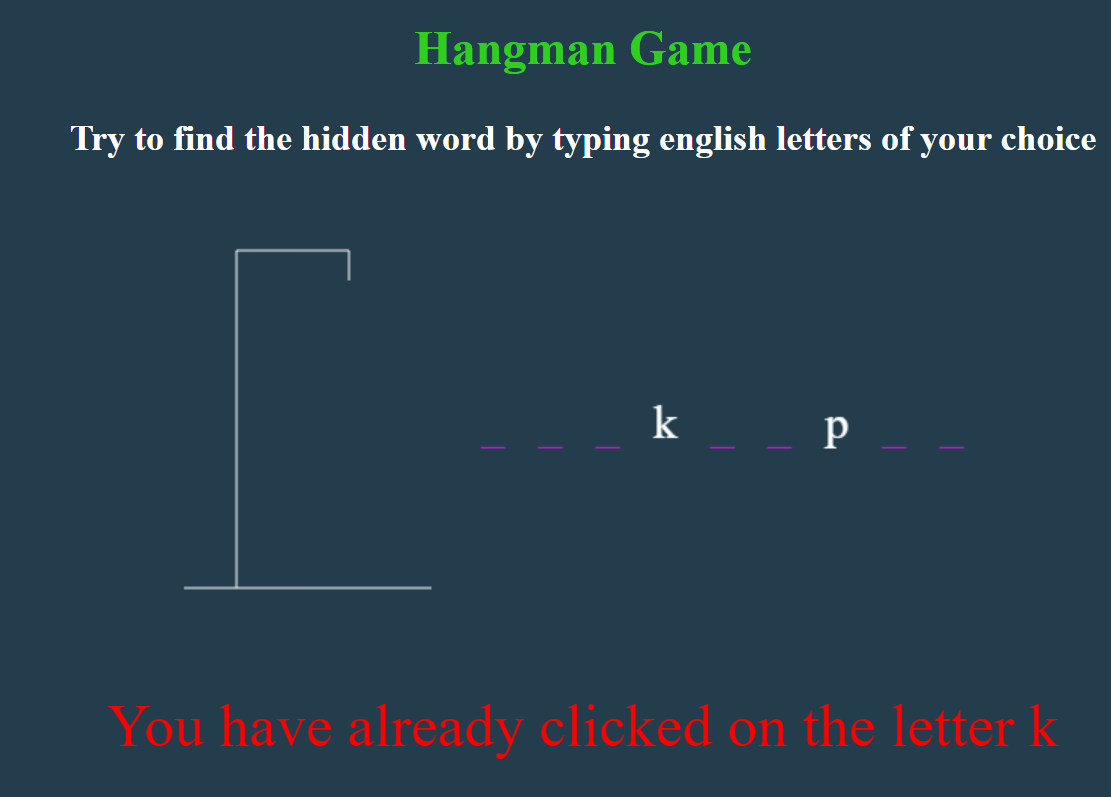 Hangman Game
Try to find the hidden word by typing english letters of your choice
_ _ _ k _ _ p _ _
You have already clicked on the letter k